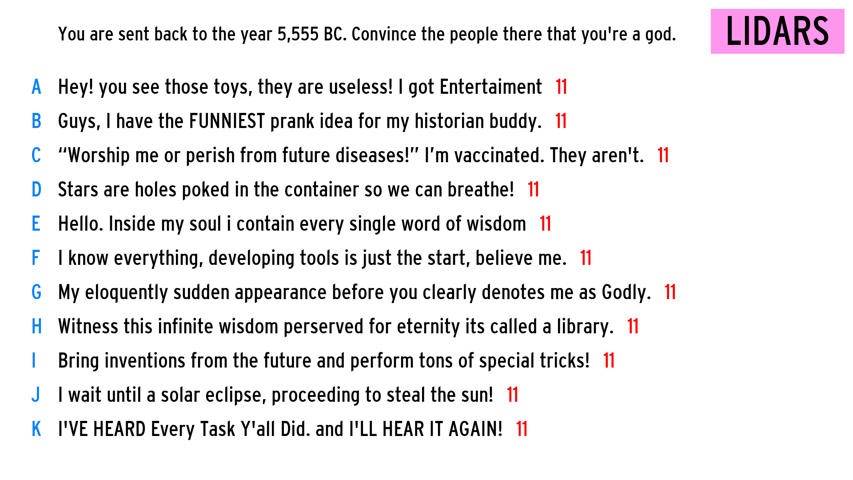 You are sent back to the year 5,555 BC. Convince the people there that you're a god.
LIDARS
A Hey! you see those toys, they are useless! I got Entertaiment 11
B Guys, I have the FUNNIEST prank idea for my historian buddy. 11
C “Worship me or perish from future diseases!” I’m vaccinated. They aren't. 11
D Stars are holes poked in the container so we can breathe! 11
E Hello. Inside my soul i contain every single word of wisdom 11
F I know everything, developing tools is just the start, believe me. 11
G My eloquently sudden appearance before you clearly denotes me as Godly. 11
H Witness this infinite wisdom perserved for eternity its called a library. 11
I Bring inventions from the future and perform tons of special tricks! 11
J I wait until a solar eclipse, proceeding to steal the sun! 11
K I'VE HEARD Every Task Y'all Did. and I'LL HEAR IT AGAIN! 11